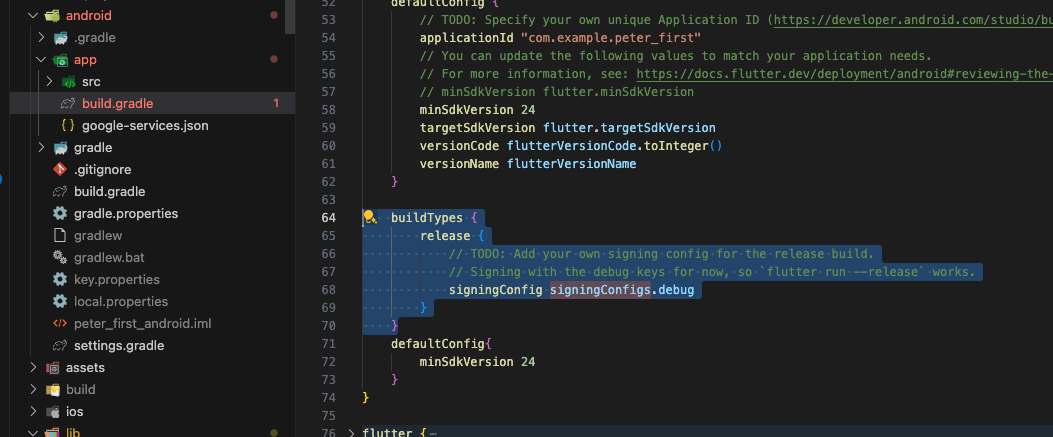 android
.gradle
app
src
build.gradle 1
google-services.json
gradle
.gitignore
build.gradle
gradle.properties
gradlew
gradlew.bat
key.properties
local.properties
peter_first_android.iml
settings.gradle
assets
build
ios
lib
52 defaultConfig {
53 // TODO: Specify your own unique Application ID (https://developer.android.com/studio/bu
54 applicationId "com.example.peter_first"
55 // You can update the following values to match your application needs.
56 // For more information, see: https://docs.flutter.dev/deployment/android#reviewing-the-
57 // minSdkVersion flutter.minSdkVersion
58 minSdkVersion 24
59 targetSdkVersion flutter.targetSdkVersion
60 versionCode flutterVersionCode.toInteger()
61 versionName flutterVersionName
62 }
63
64 buildTypes {
65 release {
66 // TODO: Add your own signing config for the release build.
67 // Signing with the debug keys for now, so `flutter run --release` works.
68 signingConfig signingConfigs.debug
69 }
70 }
71 defaultConfig{
72 minSdkVersion 24
73 }
74 }
75
76 flutter {